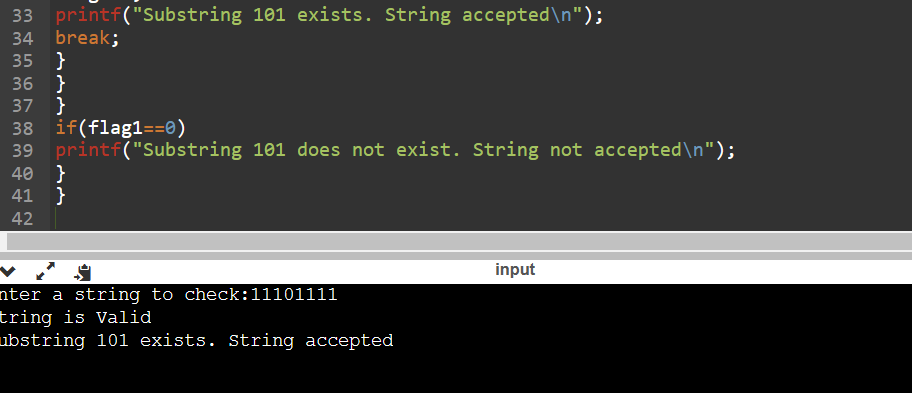 33 printf("Substring 101 exists. String accepted\n");
34 break;
35 }
36 }
37 }
38 if(flag1==0)
39 printf("Substring 101 does not exist. String not accepted\n");
40 }
41 }
42
input
nter a string to check:11101111
tring is Valid
ubstring 101 exists. String accepted